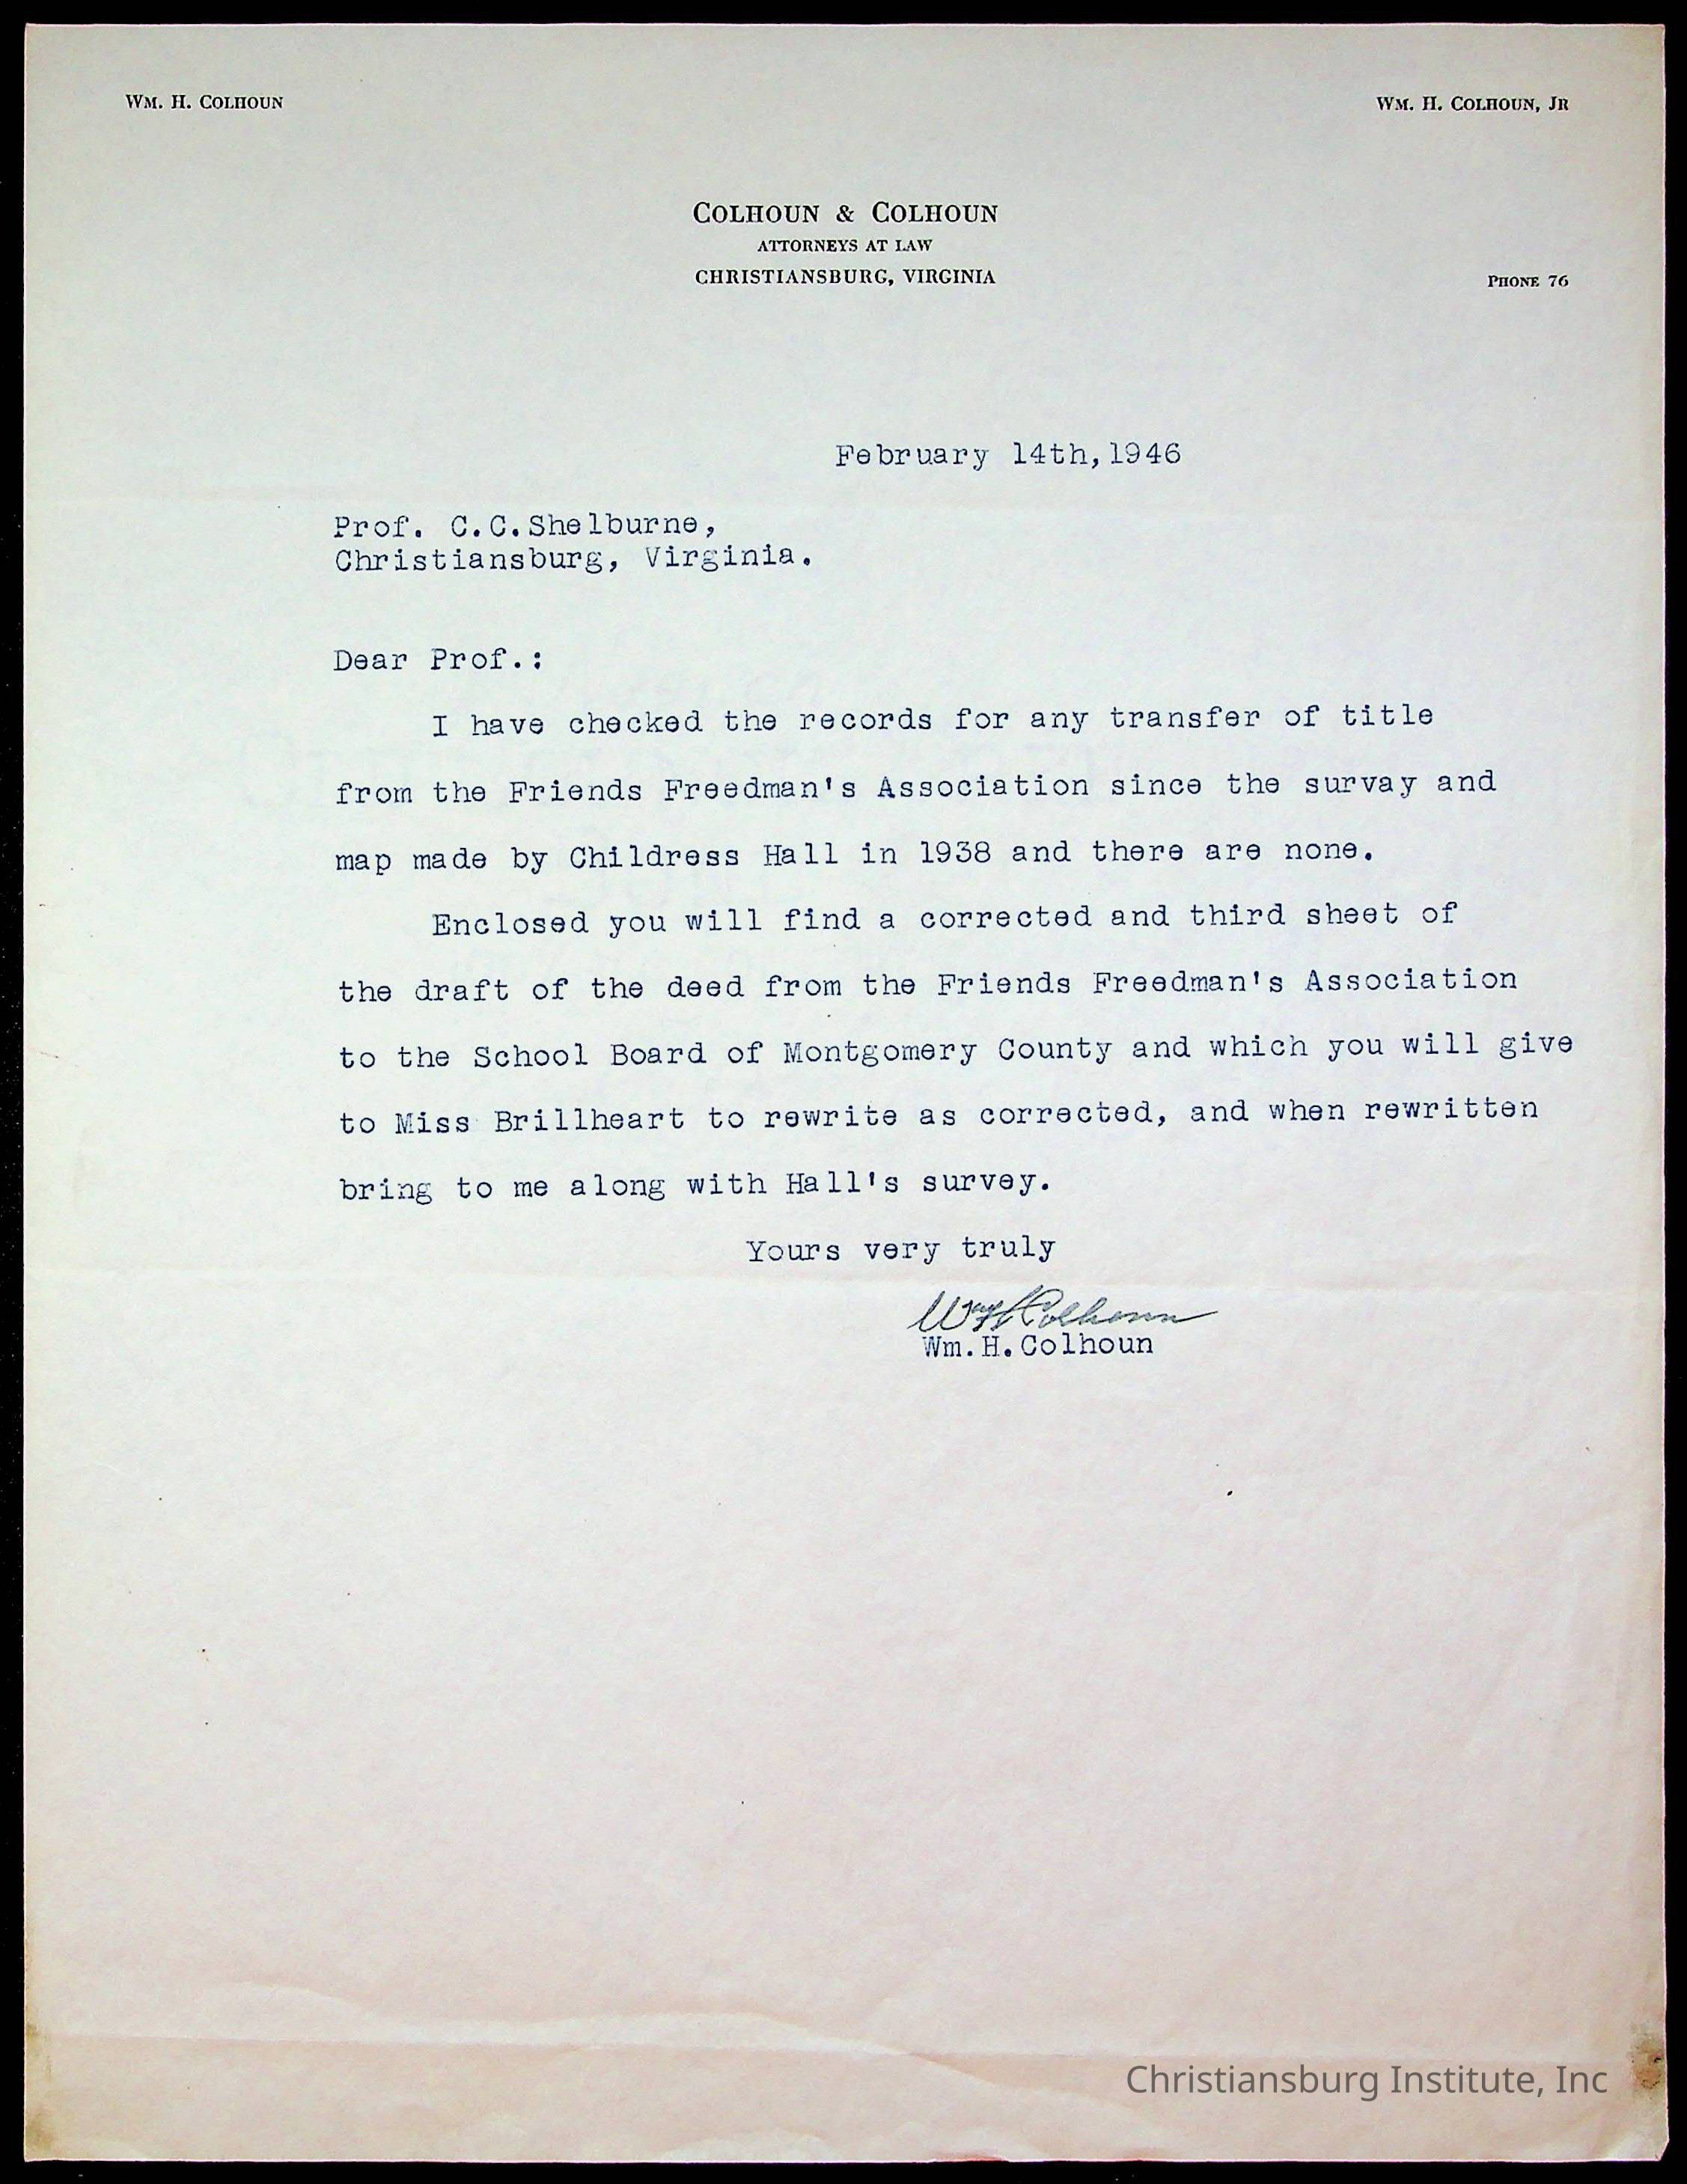 WM. H. COLHOUN
WM. H. COLHOUN, JR
COLHOUN & COLHOUN
ATTORNEYS AT LAW
CHRISTIANSBURG, VIRGINIA
PHONE 76
February 14th,1946
Prof. C.C.Shelburne,
Christiansburg, Virginia.
Dear Prof.:
I have checked the records for any transfer of title
from the Friends Freedman's Association since the survay and
map made by Childress Hall in 1938 and there are none.
Enclosed you will find a corrected and third sheet of
the draft of the deed from the Friends Freedman's Association
to the School Board of Montgomery County and which you will give
to Miss Brillheart to rewrite as corrected, and when rewritten
bring to me along with Hall's survey.
Yours very truly
Wm H Colhoun
Wm.H.Colhoun
Christiansburg Institute, Inc